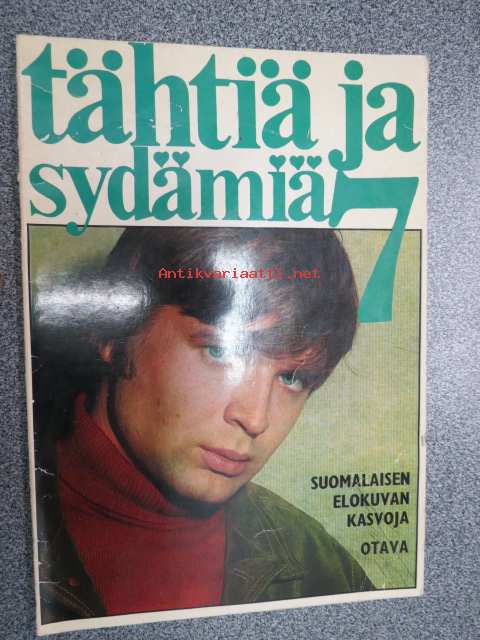 tähtiä ja
sydämiä 7
Antikvariaatti.net
SUOMALAISEN
ELOKUVAN
KASVOJA
OTAVA